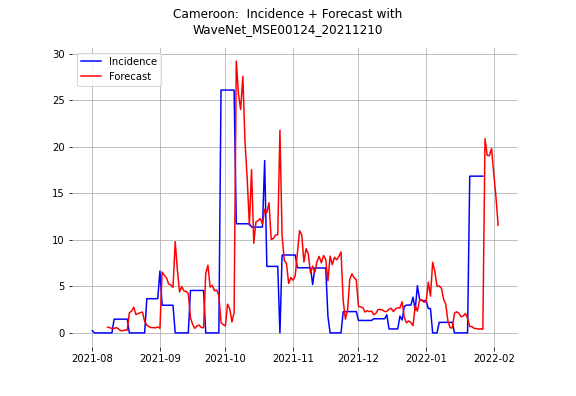 Cameroon:  Incidence + Forecast with
WaveNet_MSE00124_20211210
Incidence
Forecast
30
25
20
15
10
5
0
2021-08 2021-09 2021-10 2021-11 2021-12 2022-01 2022-02